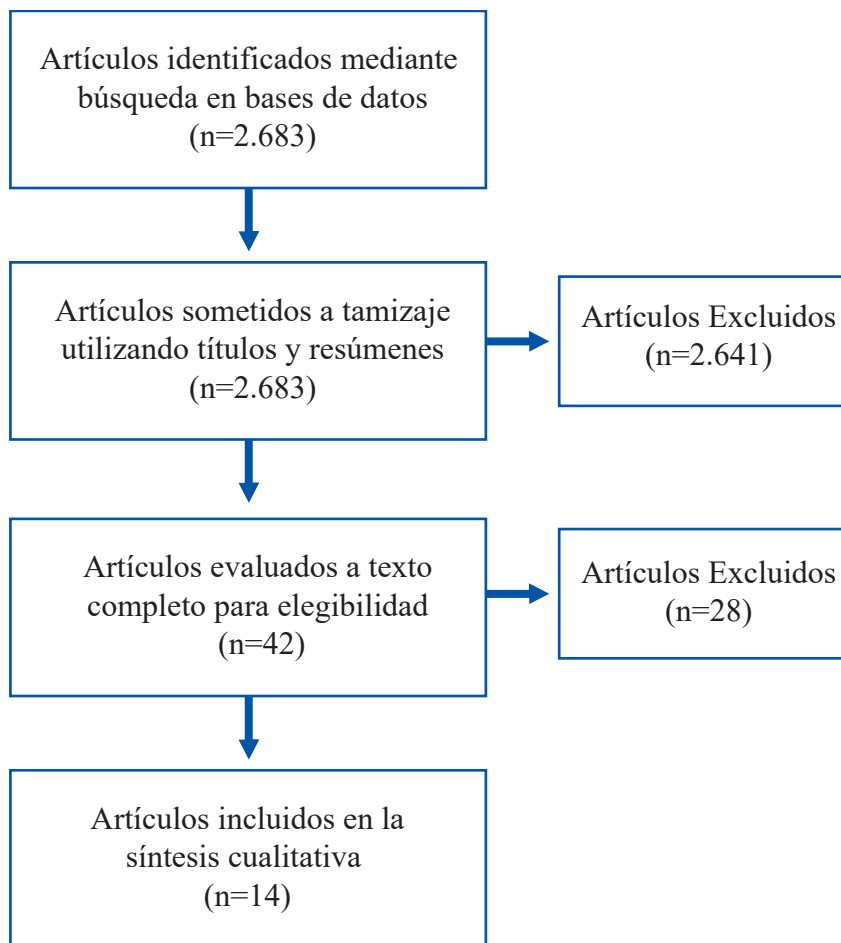 Artículos identificados mediante
búsqueda en bases de datos
(n=2.683)
Artículos sometidos a tamizaje
utilizando títulos y resúmenes
(n=2.683)
Artículos Excluidos
(n=2.641)
Artículos evaluados a texto
completo para elegibilidad
(n=42)
Artículos Excluidos
(n=28)
Artículos incluidos en la
síntesis cualitativa
(n=14)